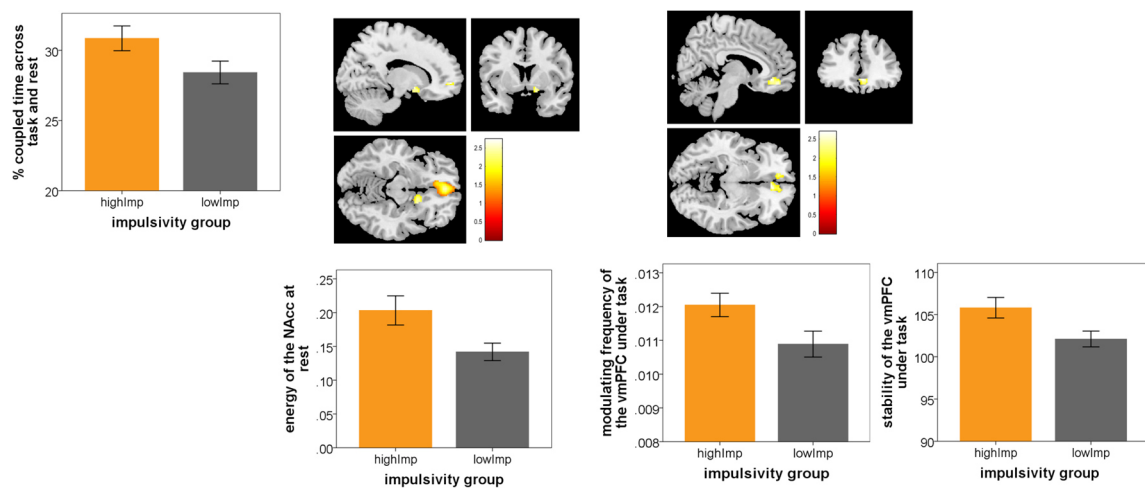 % coupled time across
task and rest
30
25
20
highImp
lowImp
impulsivity group
2.5
2
1.5
1
0.5
0
2.5
2
1.5
1
0.5
0
energy of the NAcc at
rest
.25
.20
.15
.10
.05
.00
highImp
lowImp
impulsivity group
modulating frequency of
the vmPFC under task
.013
.012
.011
.010
.009
.008
highImp
lowImp
impulsivity group
stability of the vmPFC
under task
110
105
100
95
90
highImp
lowImp
impulsivity group